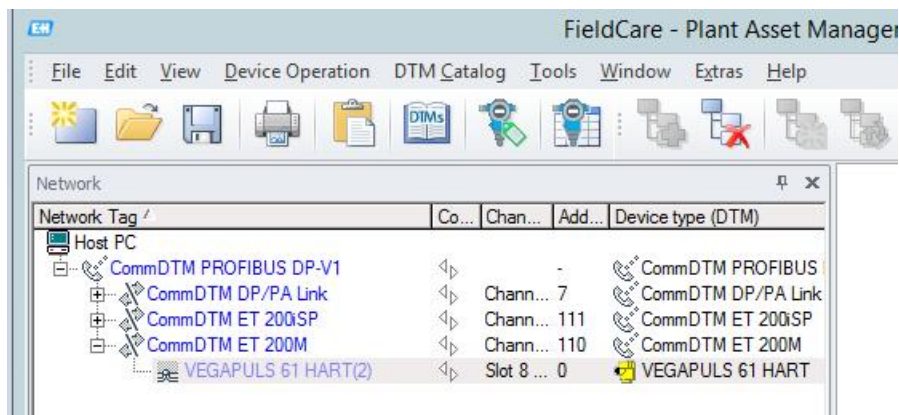 E+H FieldCare - Plant Asset Manager
File Edit View Device Operation DTM Catalog Tools Window Extras Help
DTMs
Network
Network Tag / Co... Chan... Add... Device type (DTM)
Host PC
CommDTM PROFIBUS DP-V1 - CommDTM PROFIBUS
CommDTM DP/PA Link Chann... 7 CommDTM DP/PA Link
CommDTM ET 200iSP Chann... 111 CommDTM ET 200iSP
CommDTM ET 200M Chann... 110 CommDTM ET 200M
VEGAPULS 61 HART(2) Slot 8 ... 0 VEGAPULS 61 HART